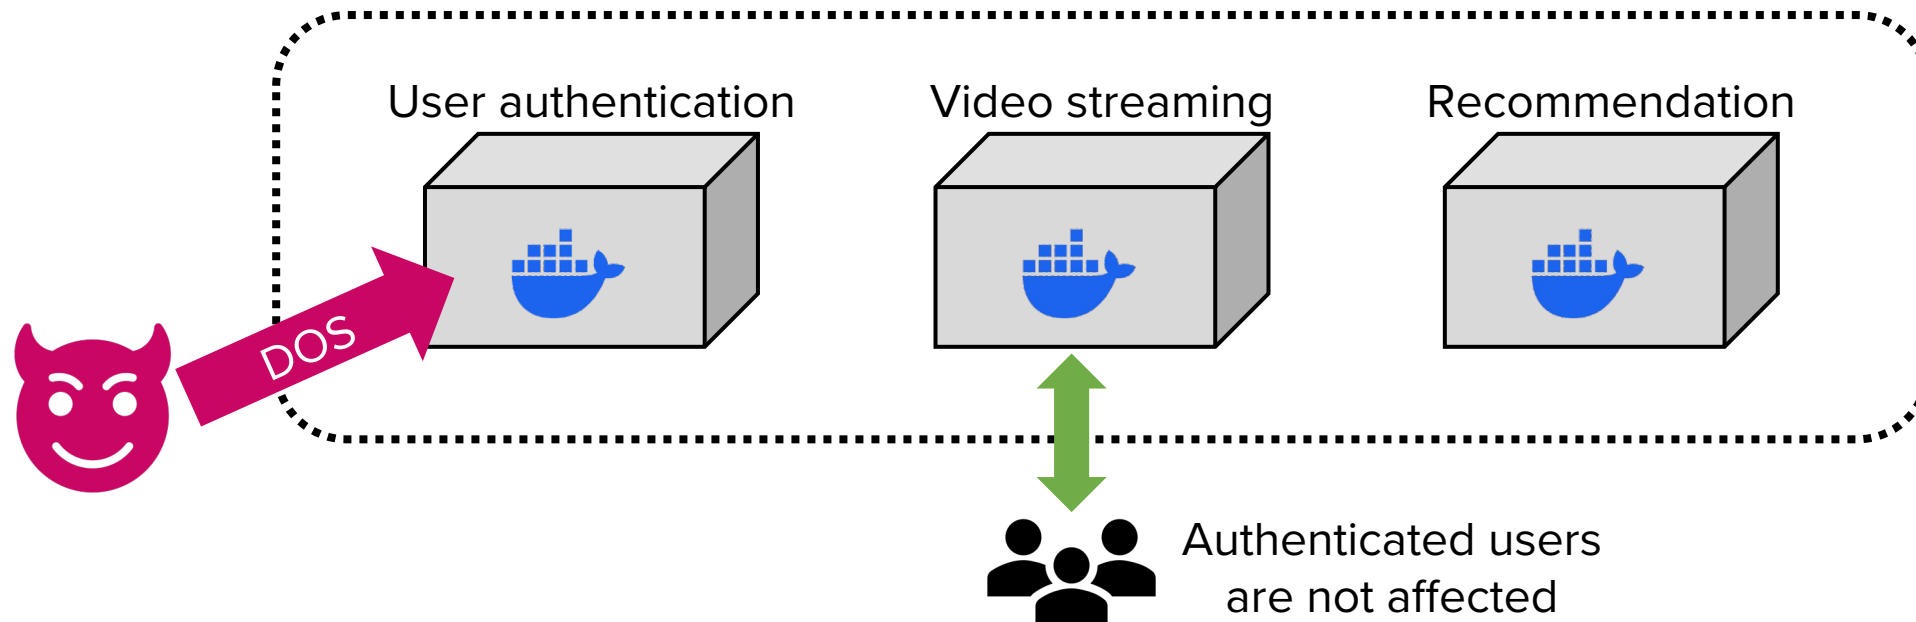 User authentication
Video streaming
Recommendation
DOS
Authenticated users
are not affected